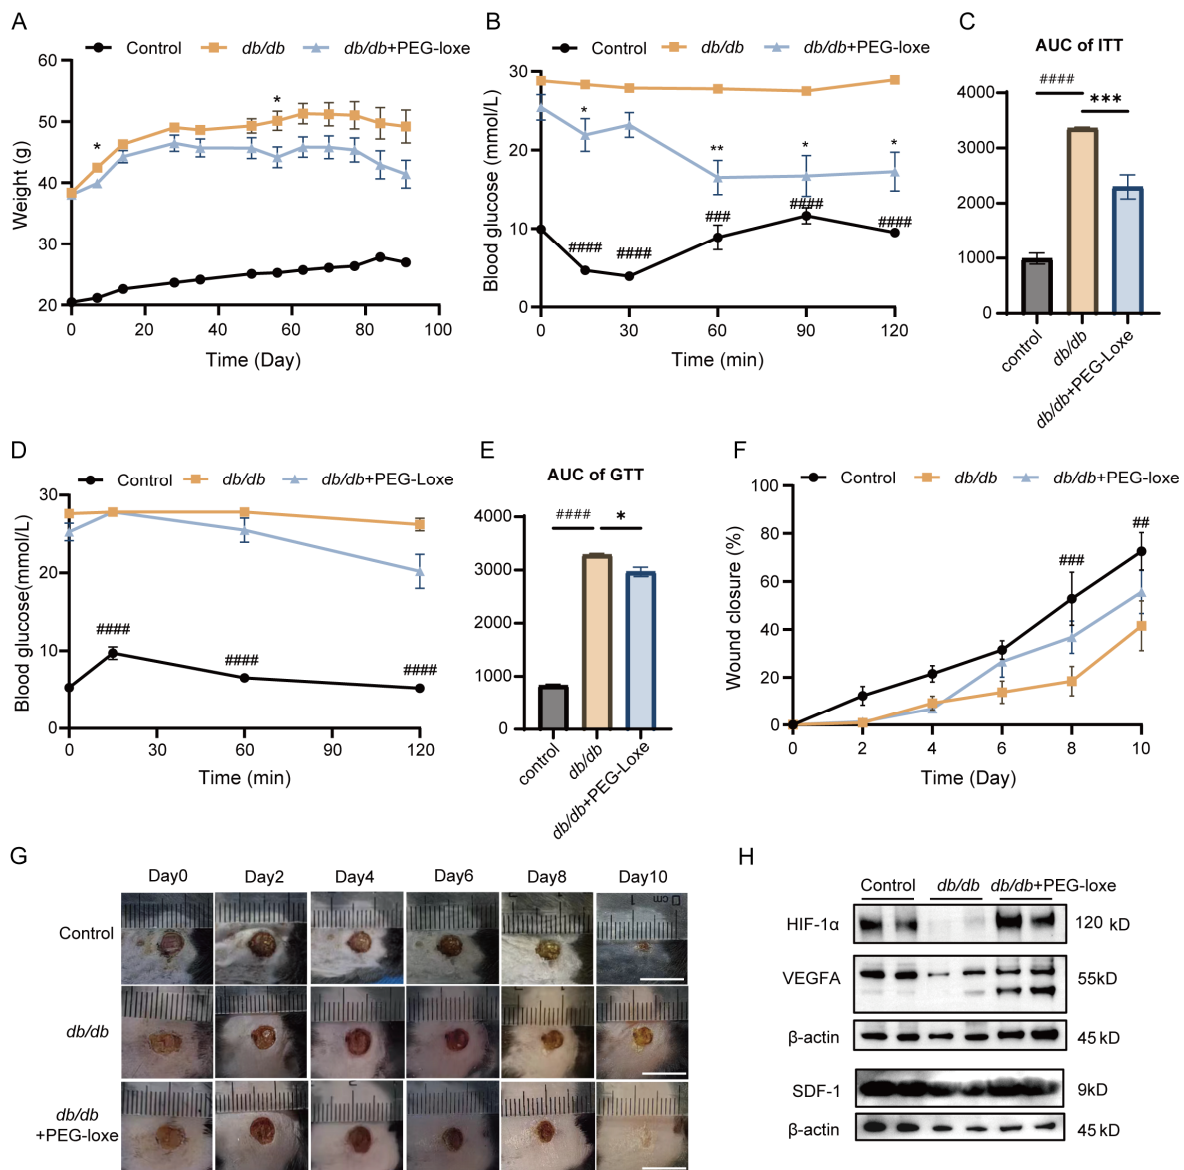 A
Control db/db db/db+PEG-loxe
Weight (g)
60
50
40
30
20
* *
0 20 40 60 80 100
Time (Day)
B
Control db/db db/db+PEG-loxe
Blood glucose (mmol/L)
30
20
10
0
* ** * *
#### #### ### #### ####
0 30 60 90 120
Time (min)
C
AUC of ITT
#### ***
4000
3000
2000
1000
0
control db/db db/db+PEG-Loxe
D
Control db/db db/db+PEG-Loxe
Blood glucose(mmol/L)
30
20
10
0
#### #### ####
0 30 60 90 120
Time (min)
E
AUC of GTT
#### *
4000
3000
2000
1000
0
control db/db db/db+PEG-Loxe
F
Control db/db db/db+PEG-loxe
Wound closure (%)
100
80
60
40
20
0
### ##
0 2 4 6 8 10
Time (Day)
G
Day0 Day2 Day4 Day6 Day8 Day10
Control
db/db
db/db
+PEG-loxe
0 cm 1
H
Control db/db db/db+PEG-loxe
HIF-1α 120 kD
VEGFA 55kD
β-actin 45 kD
SDF-1 9kD
β-actin 45 kD